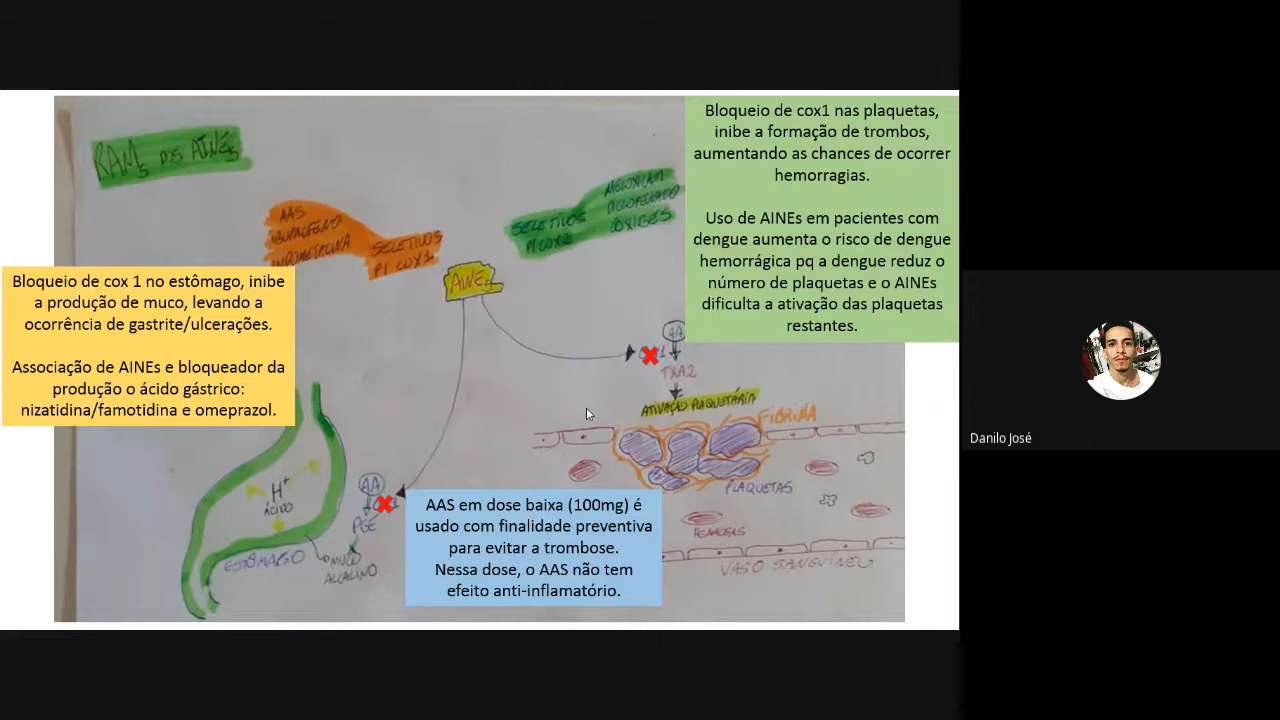 RAMs DOS AINEs
AAS
IBUPROFENO
INDOMETACINA
SELETIVOS
P/ COX1
SELETIVOS
P/ COX2
MELOXICAM
DICLOFENACO
COXIBES
AINEs
Bloqueio de cox1 nas plaquetas,
inibe a formação de trombos,
aumentando as chances de ocorrer
hemorragias.
Uso de AINEs em pacientes com
dengue aumenta o risco de dengue
hemorrágica pq a dengue reduz o
número de plaquetas e o AINEs
dificulta a ativação das plaquetas
restantes.
Bloqueio de cox 1 no estômago, inibe
a produção de muco, levando a
ocorrência de gastrite/ulcerações.
Associação de AINEs e bloqueador da
produção o ácido gástrico:
nizatidina/famotidina e omeprazol.
AA
TXA2
ATIVAÇÃO PLAQUETÁRIA
FIBRINA
PLAQUETAS
HEMÁCIAS
VASO SANGUÍNEO
H+
ÁCIDO
AA
PGE
ESTÔMAGO
MUCO
ALCALINO
AAS em dose baixa (100mg) é
usado com finalidade preventiva
para evitar a trombose.
Nessa dose, o AAS não tem
efeito anti-inflamatório.
Danilo José